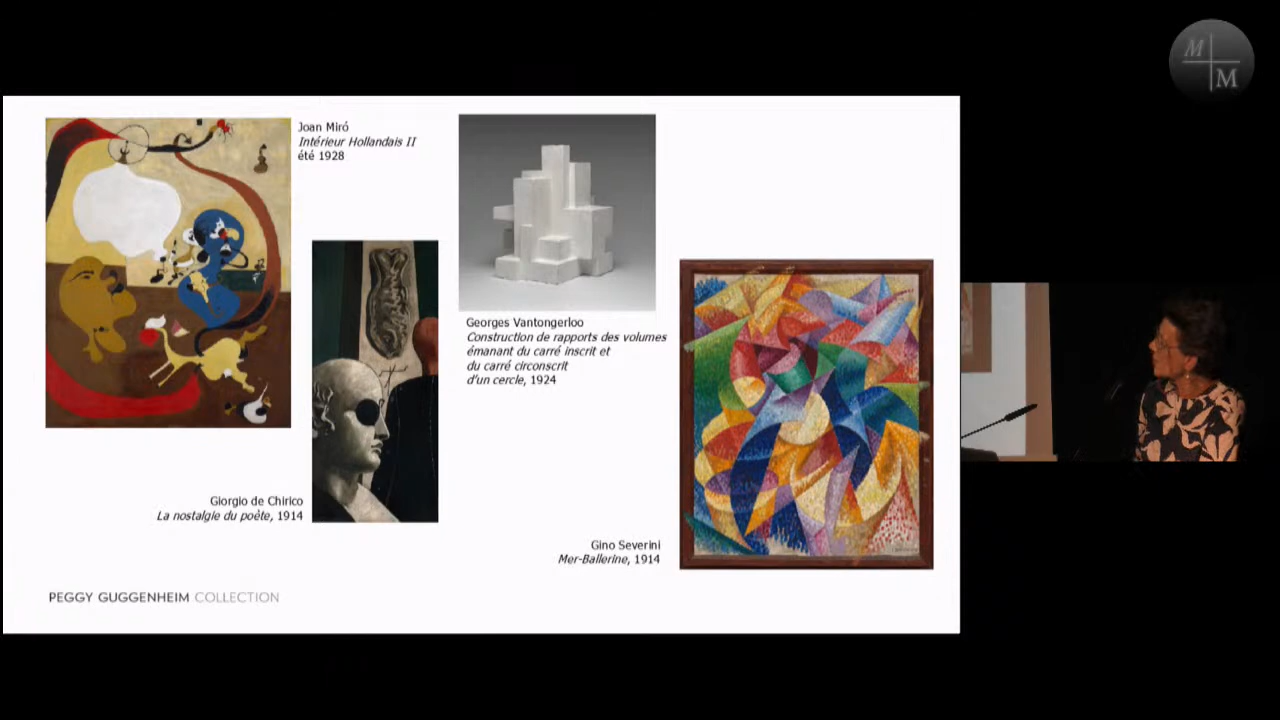 M
M
Joan Miró
Intérieur Hollandais II
été 1928
Georges Vantongerloo
Construction de rapports des volumes
émanant du carré inscrit et
du carré circonscrit
d'un cercle, 1924
Giorgio de Chirico
La nostalgie du poète, 1914
Gino Severini
Mer-Ballerine, 1914
PEGGY GUGGENHEIM COLLECTION